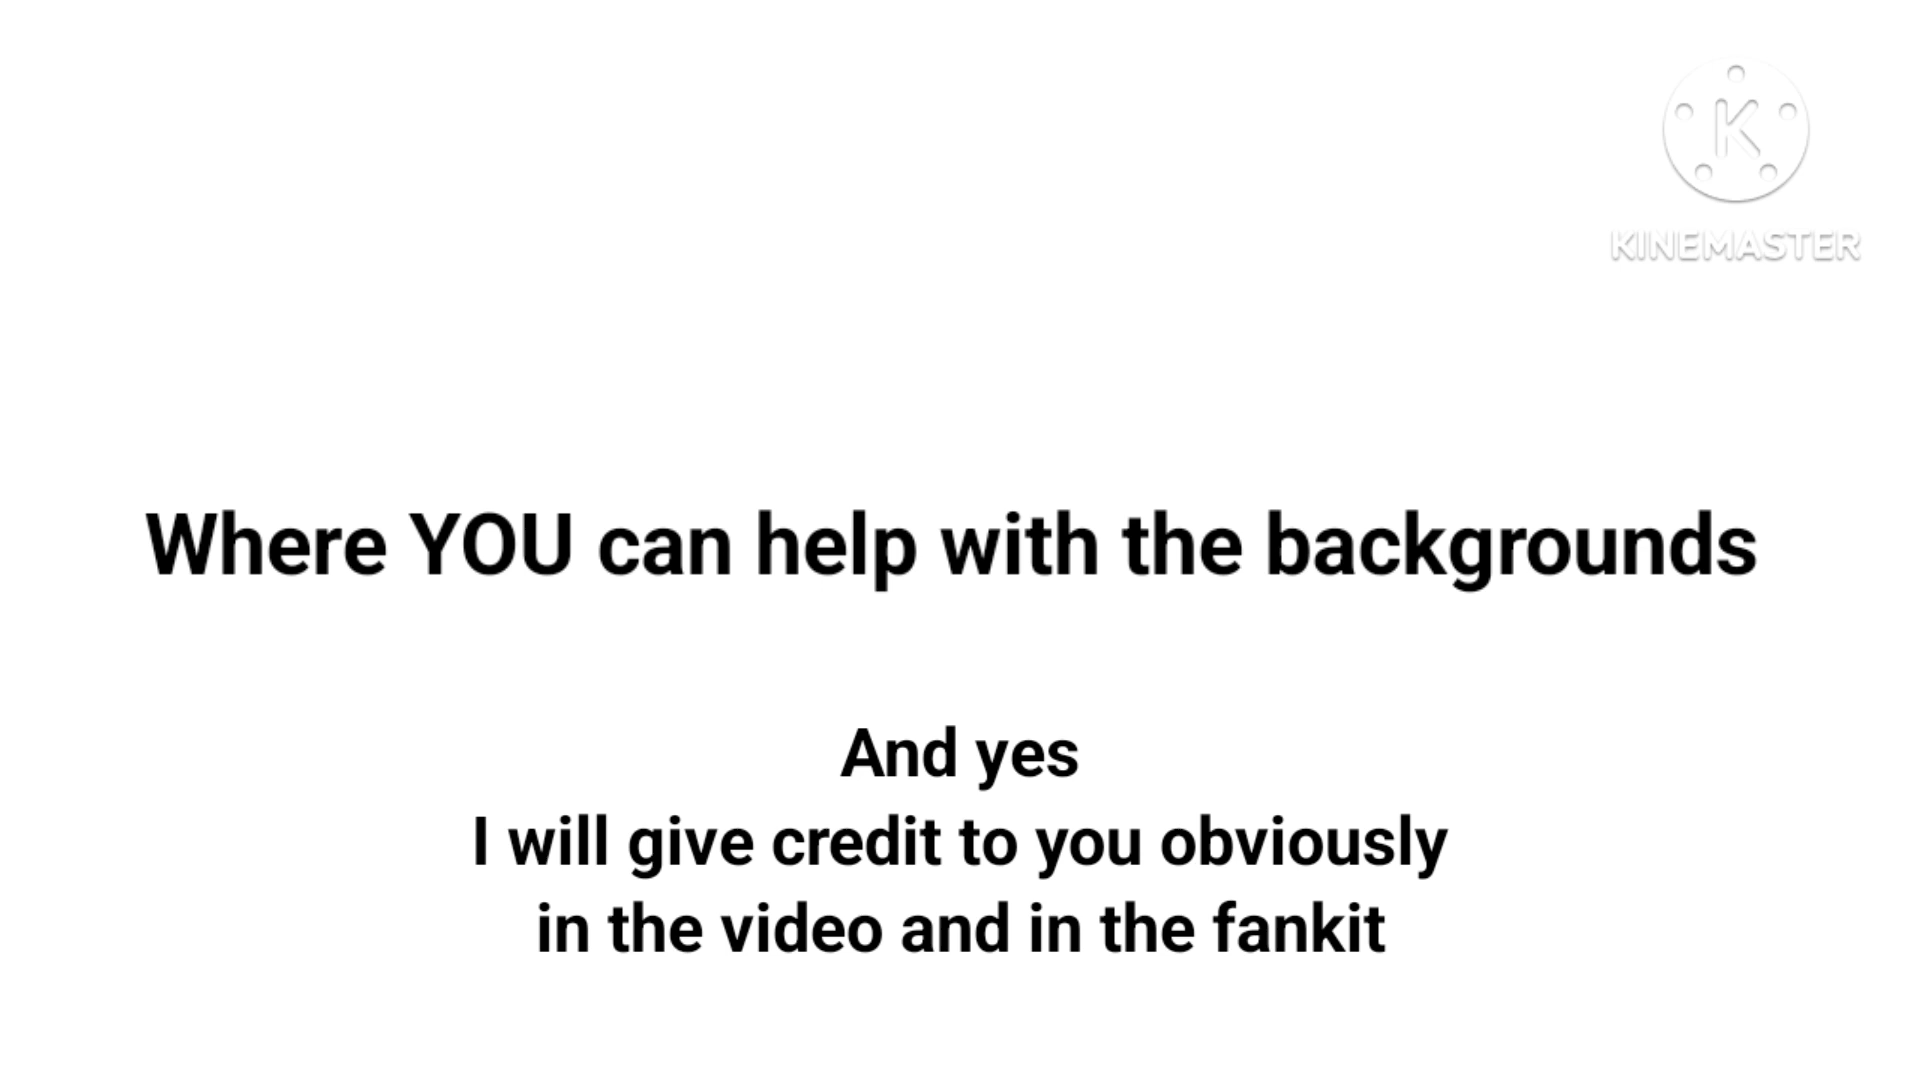 K
KINEMASTER
Where YOU can help with the backgrounds
And yes
I will give credit to you obviously
in the video and in the fankit